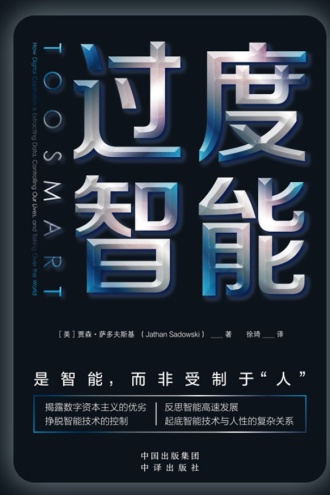 过度
智能
TOO SMART
How Digital Capitalism is Extracting Data, Controlling Our Lives, and Taking Over the World
［美］贾森·萨多夫斯基（Jathan Sadowski） ___ 著 徐琦 ___ 译
是智能，而非受制于“人”
揭露数字资本主义的优劣
挣脱智能技术的控制
反思智能高速发展
起底智能技术与人性的复杂关系
中国出版集团
中译出版社